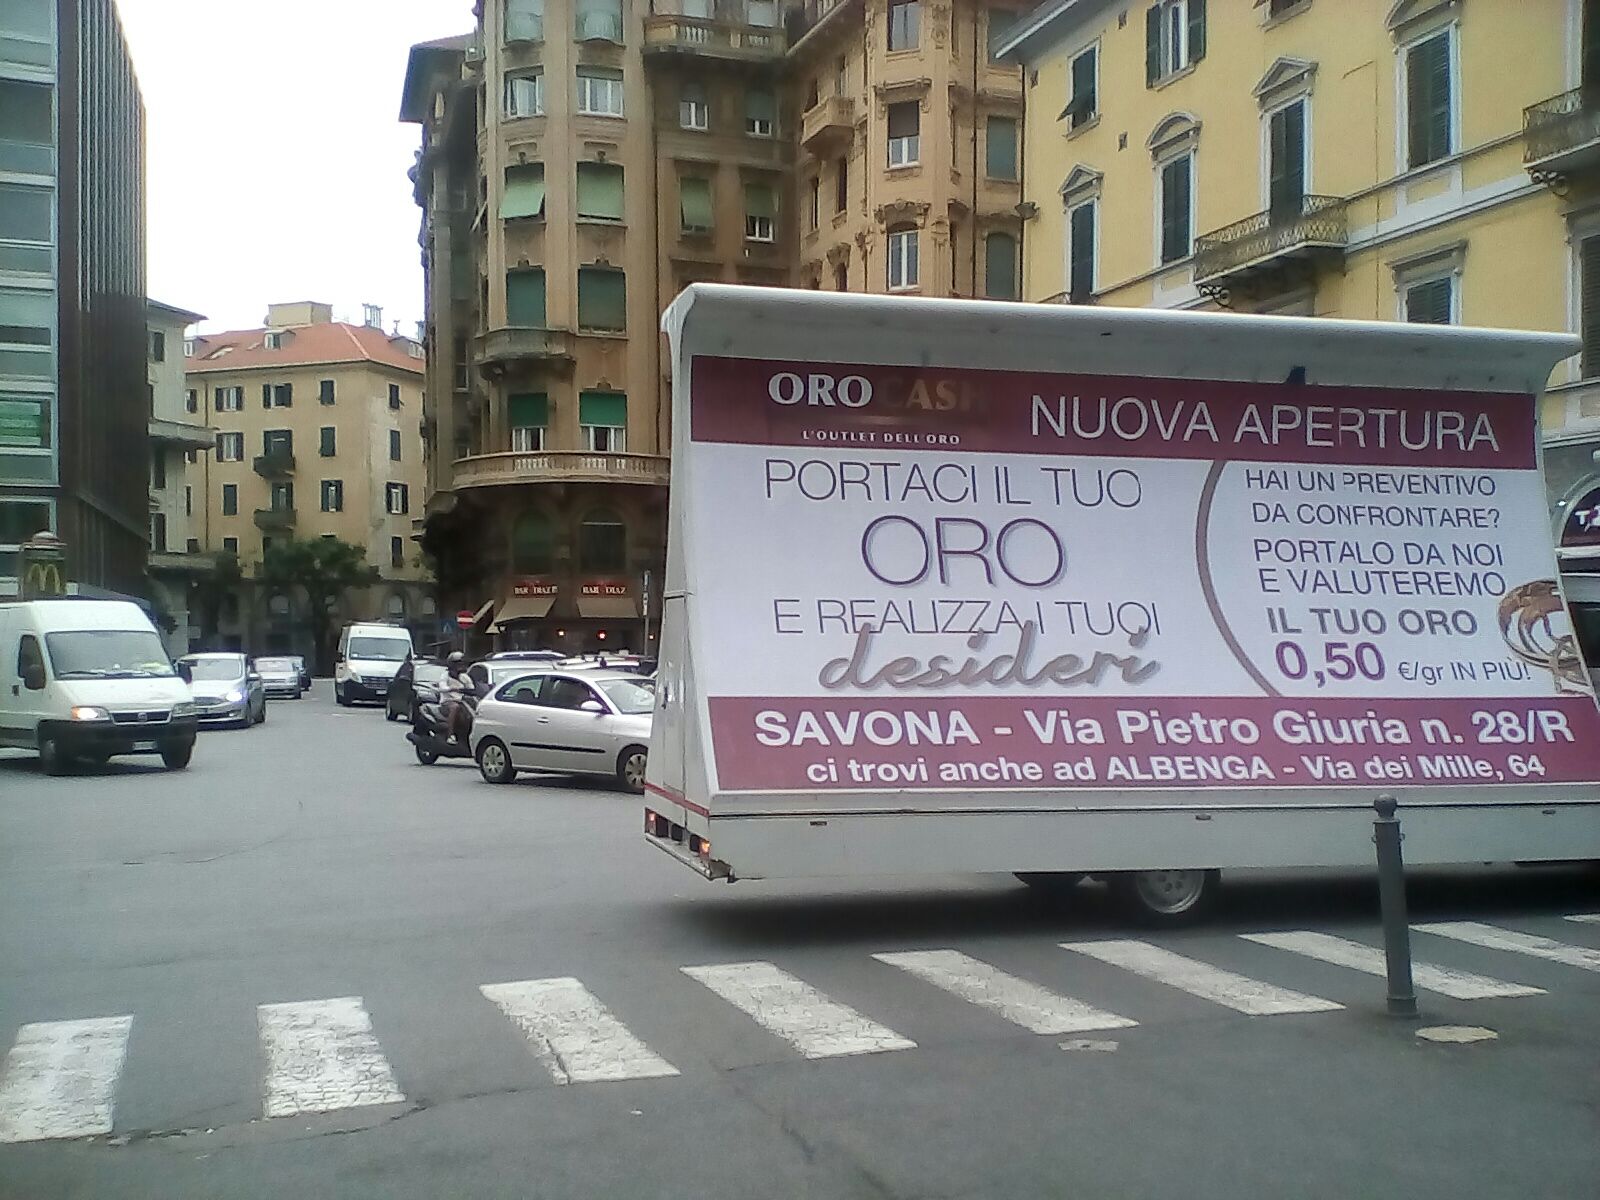 ORO CASH
L'OUTLET DELL'ORO
NUOVA APERTURA
PORTACI IL TUO
ORO
E REALIZZA I TUOI
desideri
HAI UN PREVENTIVO
DA CONFRONTARE?
PORTALO DA NOI
E VALUTEREMO
IL TUO ORO
0,50 €/gr IN PIÙ!
SAVONA - Via Pietro Giuria n. 28/R
ci trovi anche ad ALBENGA - Via dei Mille, 64
BAR DIAZ
BAR DIAZ